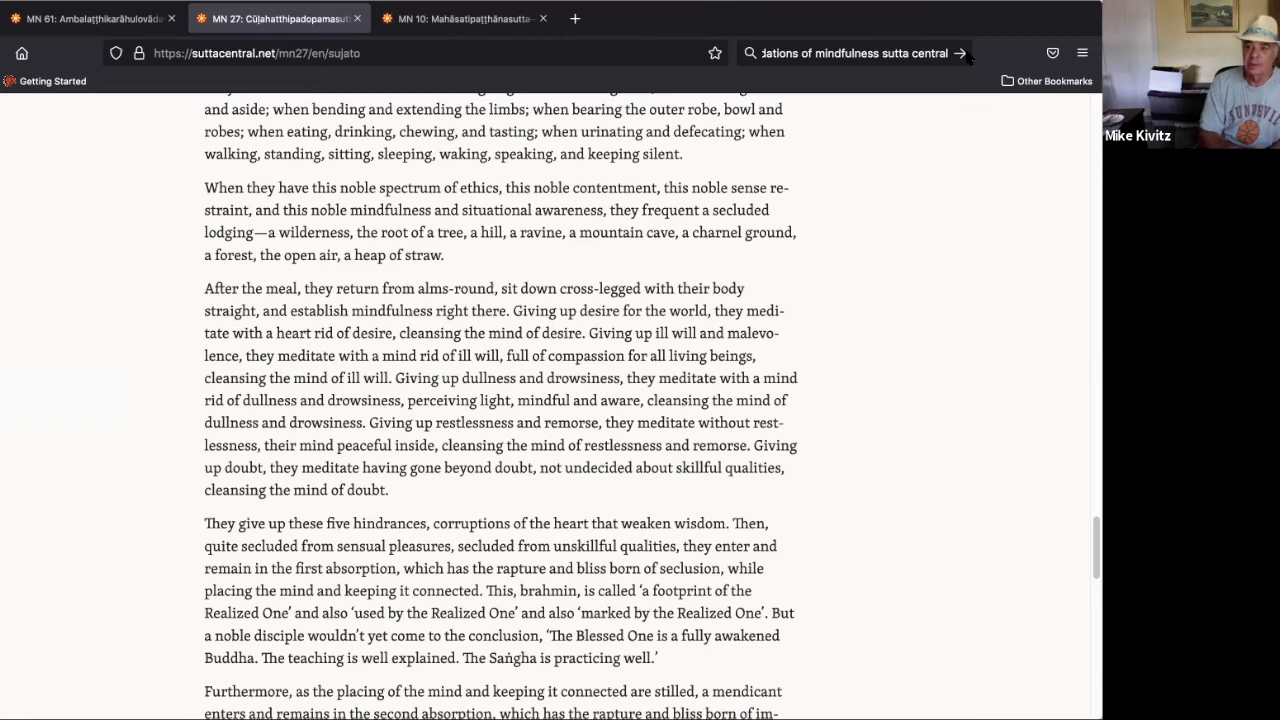 MN 61: Ambalaṭṭhikarāhulovāda
MN 27: Cūḷahatthipadopamasutt
MN 10: Mahāsatipaṭṭhānasutta—
https://suttacentral.net/mn27/en/sujato
dations of mindfulness sutta central
Getting Started
Other Bookmarks
Mike Kivitz
and aside; when bending and extending the limbs; when bearing the outer robe, bowl and
robes; when eating, drinking, chewing, and tasting; when urinating and defecating; when
walking, standing, sitting, sleeping, waking, speaking, and keeping silent.
When they have this noble spectrum of ethics, this noble contentment, this noble sense re-
straint, and this noble mindfulness and situational awareness, they frequent a secluded
lodging—a wilderness, the root of a tree, a hill, a ravine, a mountain cave, a charnel ground,
a forest, the open air, a heap of straw.
After the meal, they return from alms-round, sit down cross-legged with their body
straight, and establish mindfulness right there. Giving up desire for the world, they medi-
tate with a heart rid of desire, cleansing the mind of desire. Giving up ill will and malevo-
lence, they meditate with a mind rid of ill will, full of compassion for all living beings,
cleansing the mind of ill will. Giving up dullness and drowsiness, they meditate with a mind
rid of dullness and drowsiness, perceiving light, mindful and aware, cleansing the mind of
dullness and drowsiness. Giving up restlessness and remorse, they meditate without rest-
lessness, their mind peaceful inside, cleansing the mind of restlessness and remorse. Giving
up doubt, they meditate having gone beyond doubt, not undecided about skillful qualities,
cleansing the mind of doubt.
They give up these five hindrances, corruptions of the heart that weaken wisdom. Then,
quite secluded from sensual pleasures, secluded from unskillful qualities, they enter and
remain in the first absorption, which has the rapture and bliss born of seclusion, while
placing the mind and keeping it connected. This, brahmin, is called ‘a footprint of the
Realized One’ and also ‘used by the Realized One’ and also ‘marked by the Realized One’. But
a noble disciple wouldn’t yet come to the conclusion, ‘The Blessed One is a fully awakened
Buddha. The teaching is well explained. The Saṅgha is practicing well.’
Furthermore, as the placing of the mind and keeping it connected are stilled, a mendicant
enters and remains in the second absorption, which has the rapture and bliss born of im-